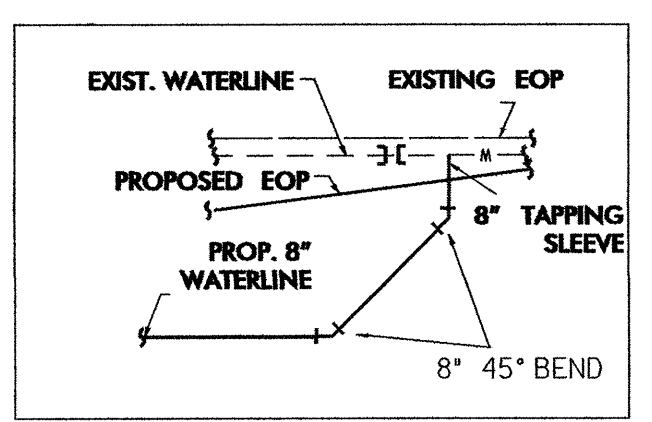 EXIST. WATERLINE
EXISTING EOP
W
PROPOSED EOP
8" TAPPING
SLEEVE
PROP. 8"
WATERLINE
8" 45° BEND